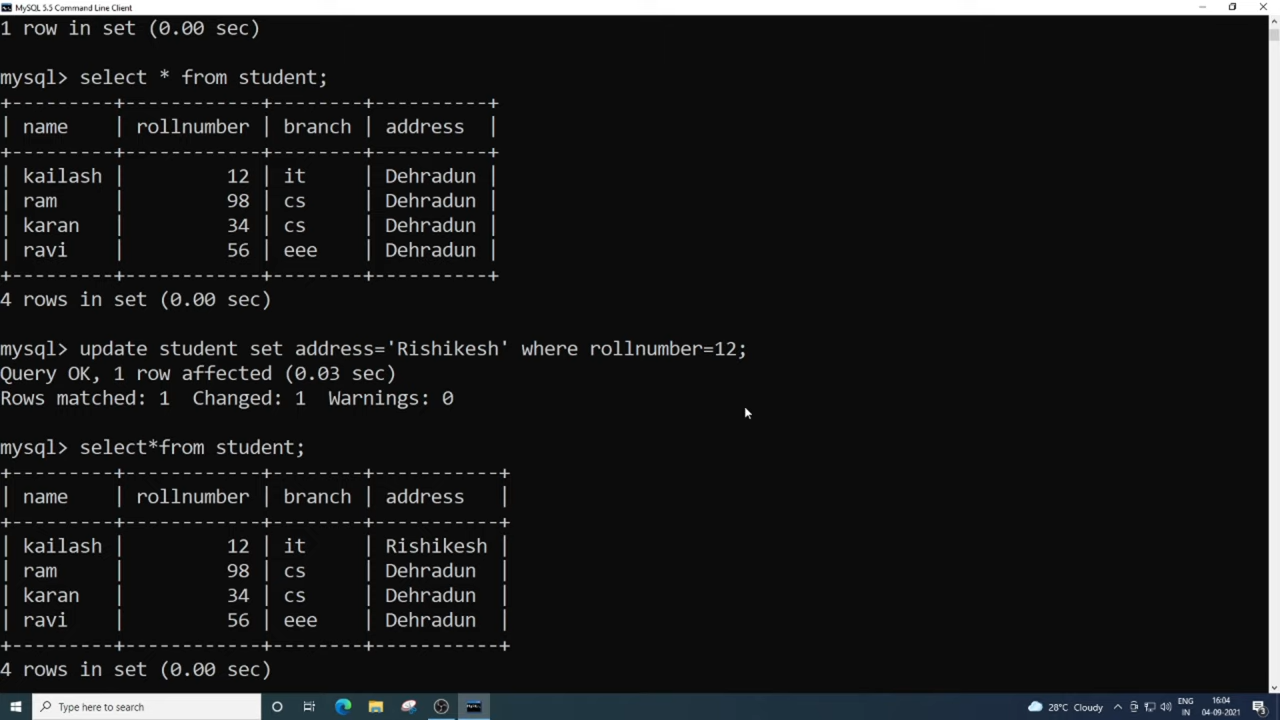 MySQL 5.5 Command Line Client
1 row in set (0.00 sec)
mysql> select * from student;
+---------+------------+--------+----------+
| name    | rollnumber | branch | address  |
+---------+------------+--------+----------+
| kailash |         12 | it     | Dehradun |
| ram     |         98 | cs     | Dehradun |
| karan   |         34 | cs     | Dehradun |
| ravi    |         56 | eee    | Dehradun |
+---------+------------+--------+----------+
4 rows in set (0.00 sec)
mysql> update student set address='Rishikesh' where rollnumber=12;
Query OK, 1 row affected (0.03 sec)
Rows matched: 1  Changed: 1  Warnings: 0
mysql> select*from student;
+---------+------------+--------+-----------+
| name    | rollnumber | branch | address   |
+---------+------------+--------+-----------+
| kailash |         12 | it     | Rishikesh |
| ram     |         98 | cs     | Dehradun  |
| karan   |         34 | cs     | Dehradun  |
| ravi    |         56 | eee    | Dehradun  |
+---------+------------+--------+-----------+
4 rows in set (0.00 sec)
Type here to search
28°C Cloudy
ENG
IN
16:04
04-09-2021
3